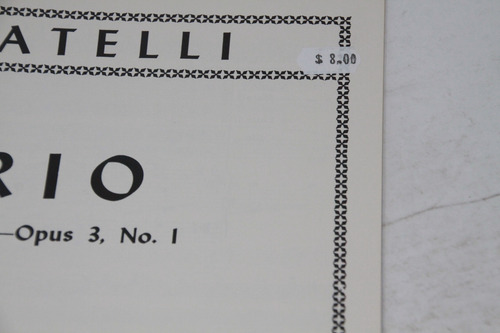 ATELLI
$ 8.00
RIO
—Opus 3, No. 1